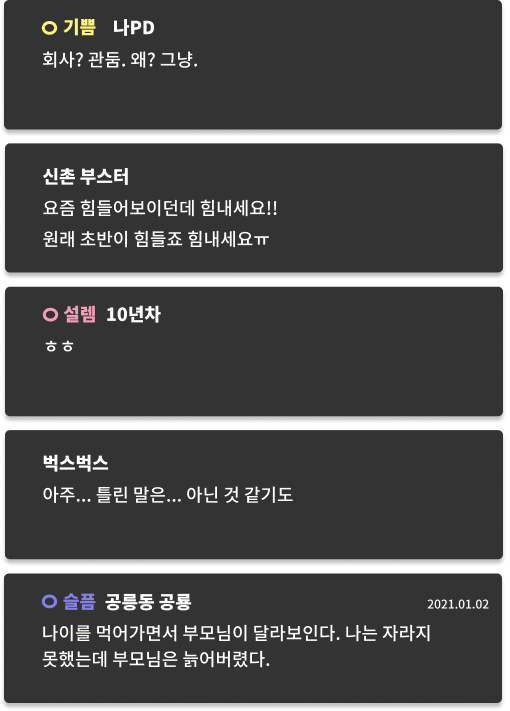 기쁨 나PD
회사? 관둠. 왜? 그냥.
신촌 부스터
요즘 힘들어보이던데 힘내세요!!
원래 초반이 힘들죠 힘내세요ㅠ
설렘 10년차
ㅎㅎ
벅스벅스
아주... 틀린 말은... 아닌 것 같기도
슬픔 공릉동 공룡 2021.01.02
나이를 먹어가면서 부모님이 달라보인다. 나는 자라지
못했는데 부모님은 늙어버렸다.